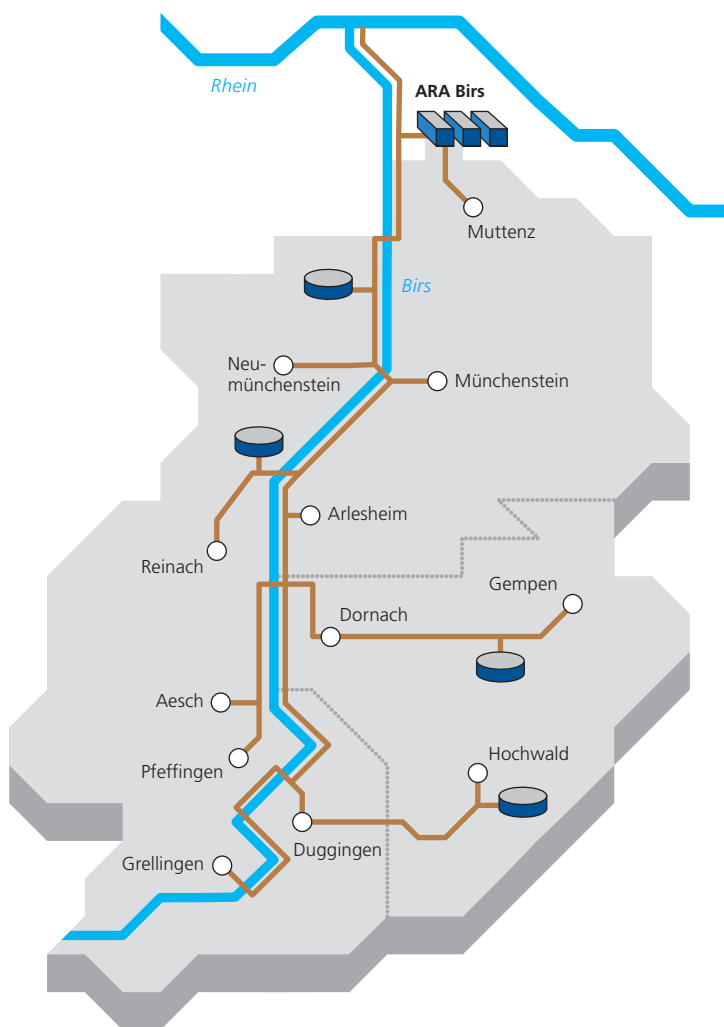 Rhein
ARA Birs
Muttenz
Birs
Neu-
münchenstein
Münchenstein
Arlesheim
Reinach
Gempen
Dornach
Aesch
Hochwald
Pfeffingen
Duggingen
Grellingen